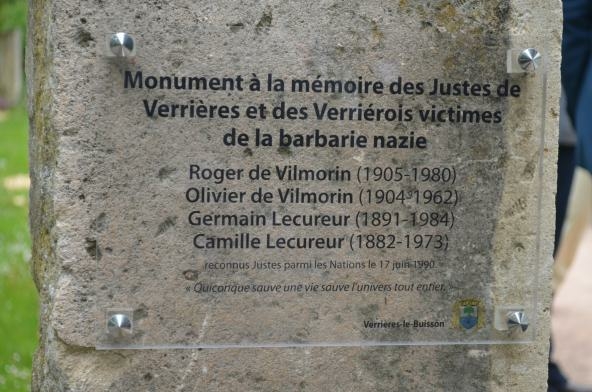 Monument à la mémoire des Justes de
Verrières et des Verriérois victimes
de la barbarie nazie
Roger de Vilmorin (1905-1980)
Olivier de Vilmorin (1904-1962)
Germain Lecureur (1891-1984)
Camille Lecureur (1882-1973)
reconnus Justes parmi les Nations le 17 juin 1990.
« Quiconque sauve une vie sauve l'univers tout entier. »
Verrières-le-Buisson